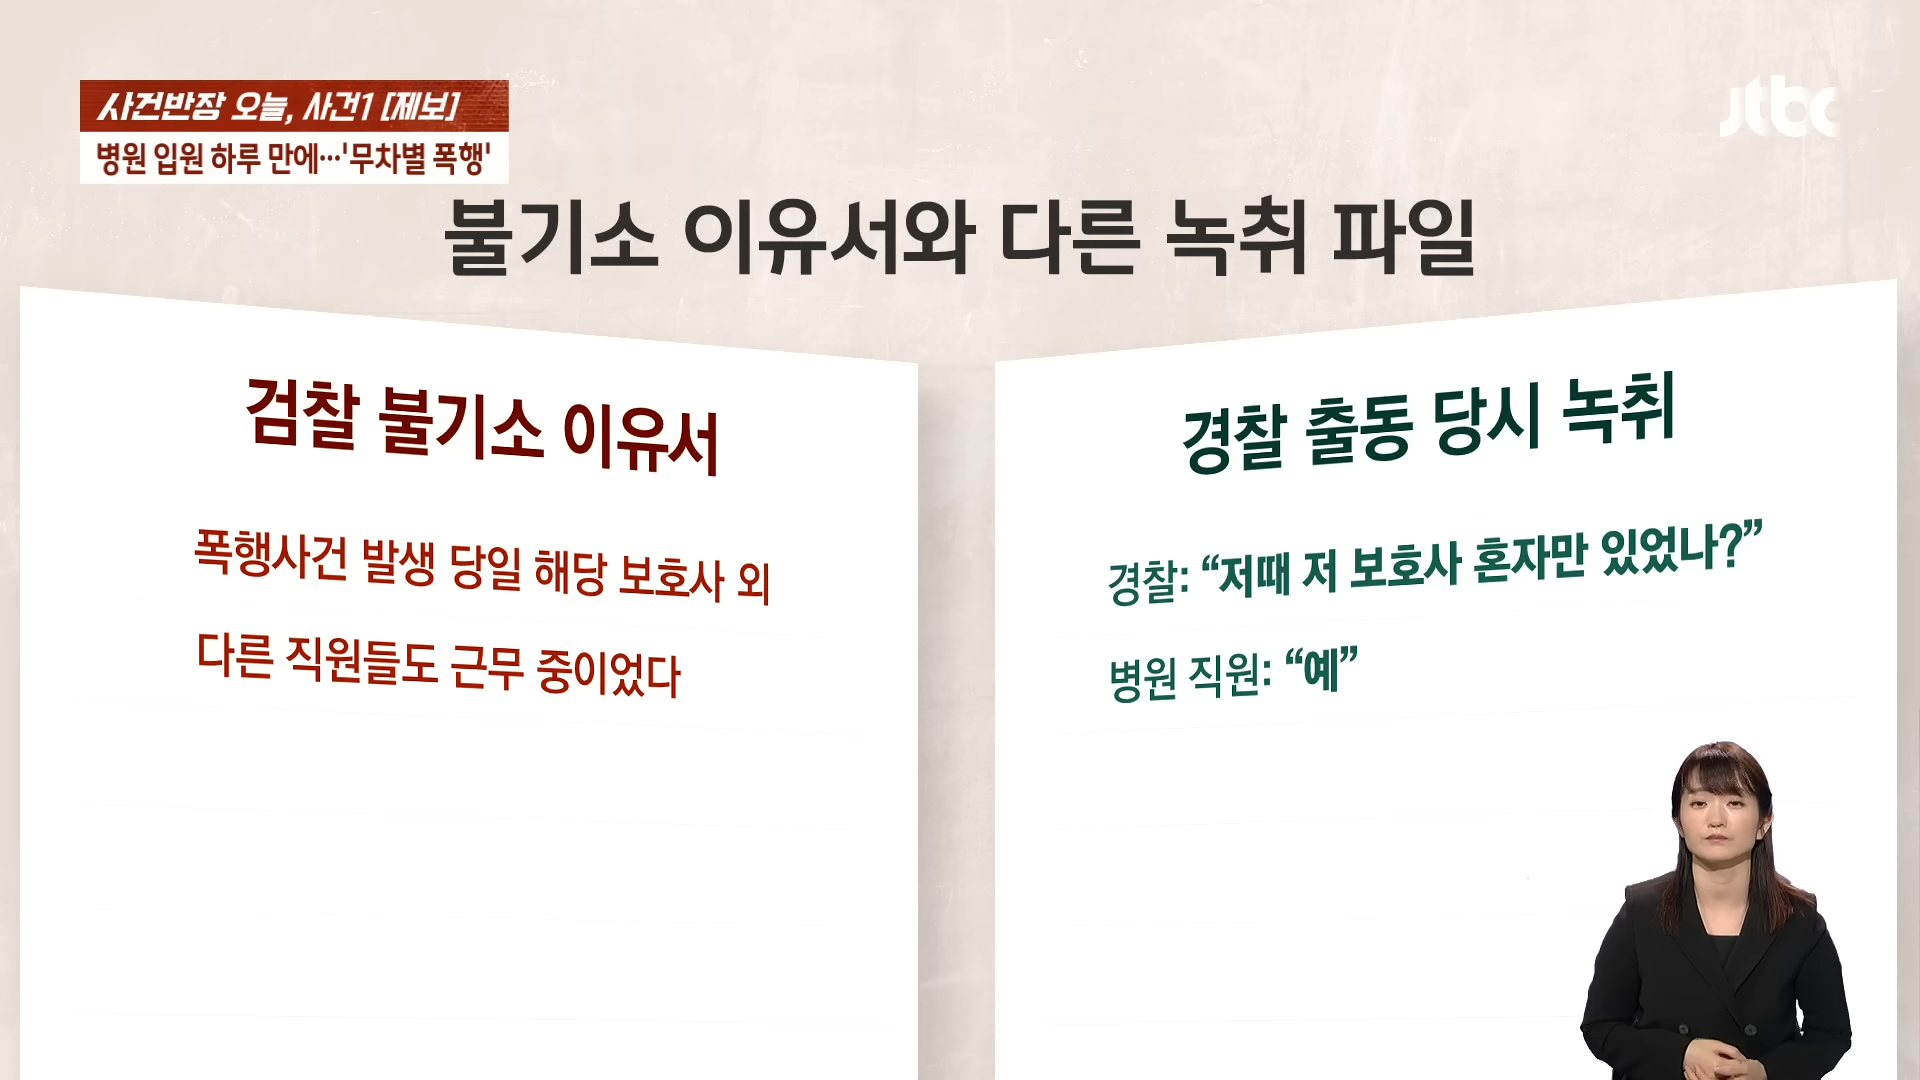 사건반장 오늘, 사건1 [제보]
병원 입원 하루 만에…'무차별 폭행'
jtbc
불기소 이유서와 다른 녹취 파일
검찰 불기소 이유서
폭행사건 발생 당일 해당 보호사 외
다른 직원들도 근무 중이었다
경찰 출동 당시 녹취
경찰: “저때 저 보호사 혼자만 있었나?”
병원 직원: “예”